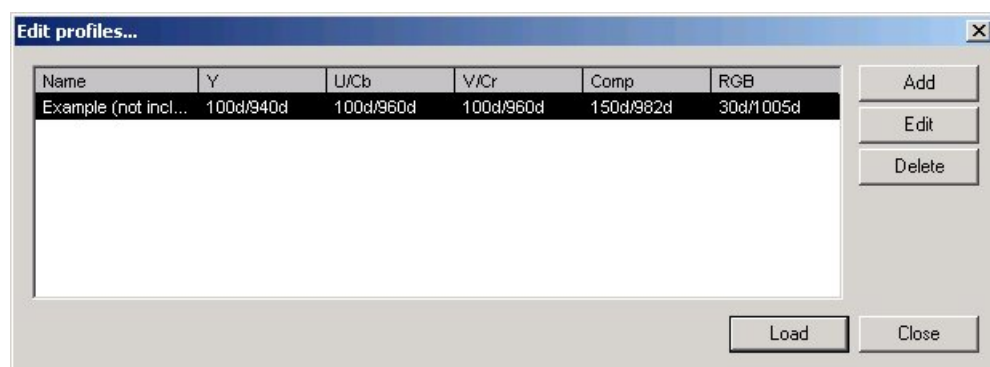 Edit profiles...
Name Y U/Cb V/Cr Comp RGB
Example (not incl... 100d/940d 100d/960d 100d/960d 150d/982d 30d/1005d
Add
Edit
Delete
Load Close